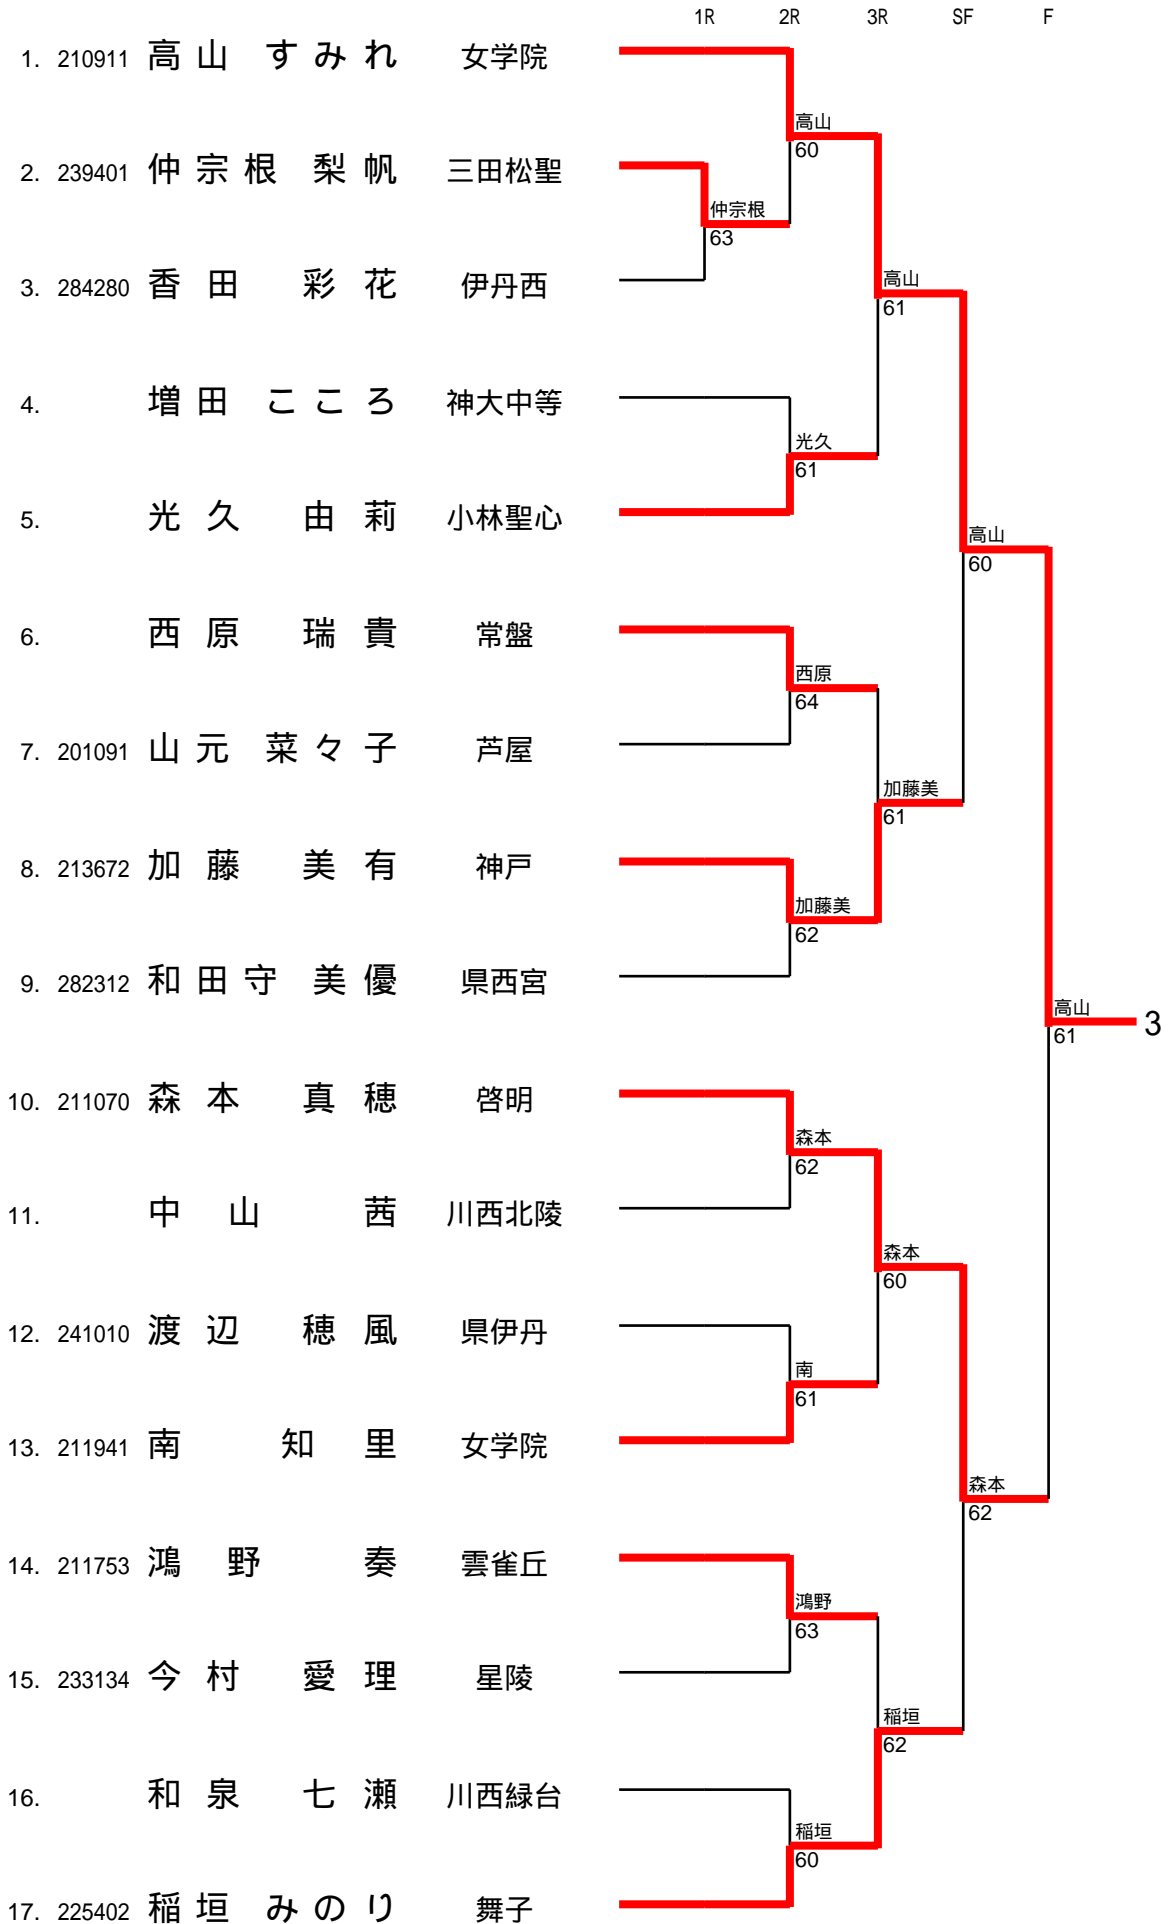 1R 2R 3R SF F
1. 210911 高山 すみれ 女学院
高山
60
2. 239401 仲宗根 梨帆 三田松聖
仲宗根
63
3. 284280 香田 彩花 伊丹西
高山
61
4. 増田 こころ 神大中等
光久
61
5. 光久 由莉 小林聖心
高山
60
6. 西原 瑞貴 常盤
西原
64
7. 201091 山元 菜々子 芦屋
加藤美
61
8. 213672 加藤 美有 神戸
加藤美
62
9. 282312 和田守 美優 県西宮
高山
61
3
10. 211070 森本 真穂 啓明
森本
62
11. 中山 茜 川西北陵
森本
60
12. 241010 渡辺 穂風 県伊丹
南
61
13. 211941 南 知里 女学院
森本
62
14. 211753 鴻野 奏 雲雀丘
鴻野
63
15. 233134 今村 愛理 星陵
稲垣
62
16. 和泉 七瀬 川西緑台
稲垣
60
17. 225402 稲垣 みのり 舞子